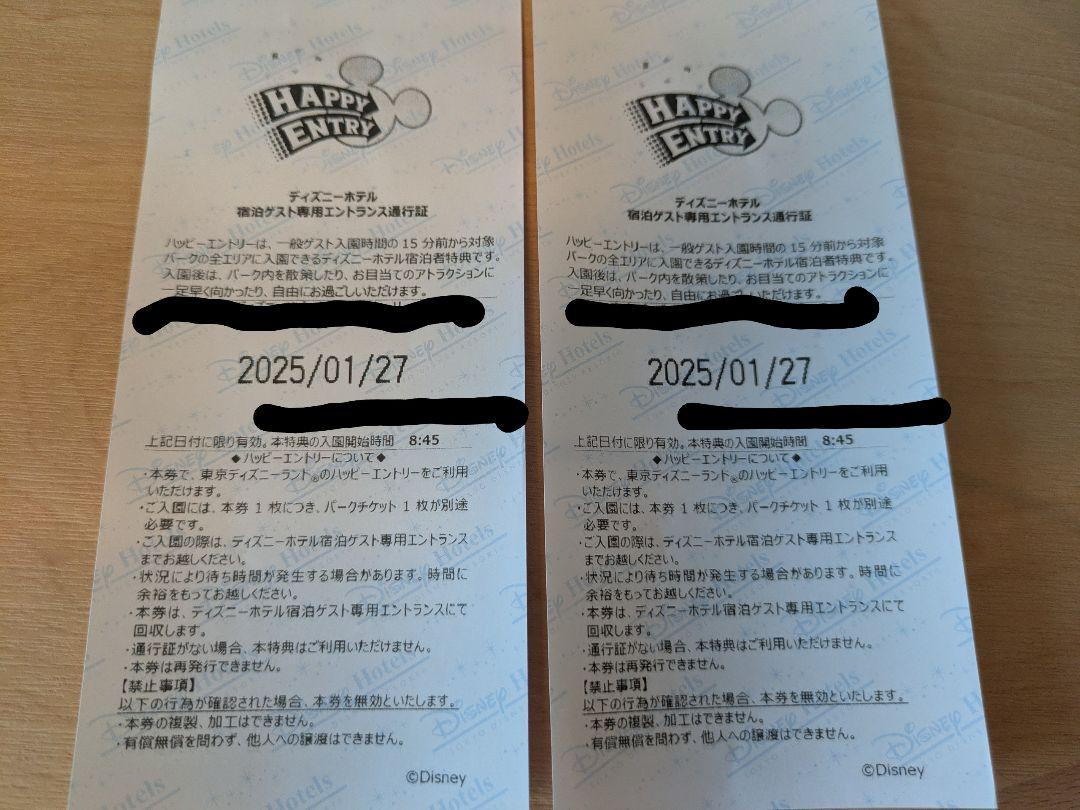 HAPPY
ENTRY
ディズニーホテル
宿泊ゲスト専用エントランス通行証
ハッピーエントリーは、一般ゲスト入園時間の 15 分前から対象
パークの全エリアに入園できるディズニーホテル宿泊者特典です。
入園後は、パーク内を散策したり、お目当てのアトラクションに
一足早く向かったり、自由にお過ごしいただけます。
2025/01/27
上記日付に限り有効。本特典の入園開始時間 8:45
◆ハッピーエントリーについて◆
・本券で、東京ディズニーランド®のハッピーエントリーをご利用
いただけます。
・ご入園には、本券 1 枚につき、パークチケット 1 枚が別途
必要です。
・ご入園の際は、ディズニーホテル宿泊ゲスト専用エントランス
までお越しください。
・状況により待ち時間が発生する場合があります。時間に
余裕をもってお越しください。
・本券は、ディズニーホテル宿泊ゲスト専用エントランスにて
回収します。
・通行証がない場合、本特典はご利用いただけません。
・本券は再発行できません。
【禁止事項】
以下の行為が確認された場合、本券を無効といたします。
・本券の複製、加工はできません。
・有償無償を問わず、他人への譲渡はできません。
©Disney
HAPPY
ENTRY
ディズニーホテル
宿泊ゲスト専用エントランス通行証
ハッピーエントリーは、一般ゲスト入園時間の 15 分前から対象
パークの全エリアに入園できるディズニーホテル宿泊者特典です。
入園後は、パーク内を散策したり、お目当てのアトラクションに
一足早く向かったり、自由にお過ごしいただけます。
2025/01/27
上記日付に限り有効。本特典の入園開始時間 8:45
◆ハッピーエントリーについて◆
・本券で、東京ディズニーランド®のハッピーエントリーをご利用
いただけます。
・ご入園には、本券 1 枚につき、パークチケット 1 枚が別途
必要です。
・ご入園の際は、ディズニーホテル宿泊ゲスト専用エントランス
までお越しください。
・状況により待ち時間が発生する場合があります。時間に
余裕をもってお越しください。
・本券は、ディズニーホテル宿泊ゲスト専用エントランスにて
回収します。
・通行証がない場合、本特典はご利用いただけません。
・本券は再発行できません。
【禁止事項】
以下の行為が確認された場合、本券を無効といたします。
・本券の複製、加工はできません。
・有償無償を問わず、他人への譲渡はできません。
©Disney